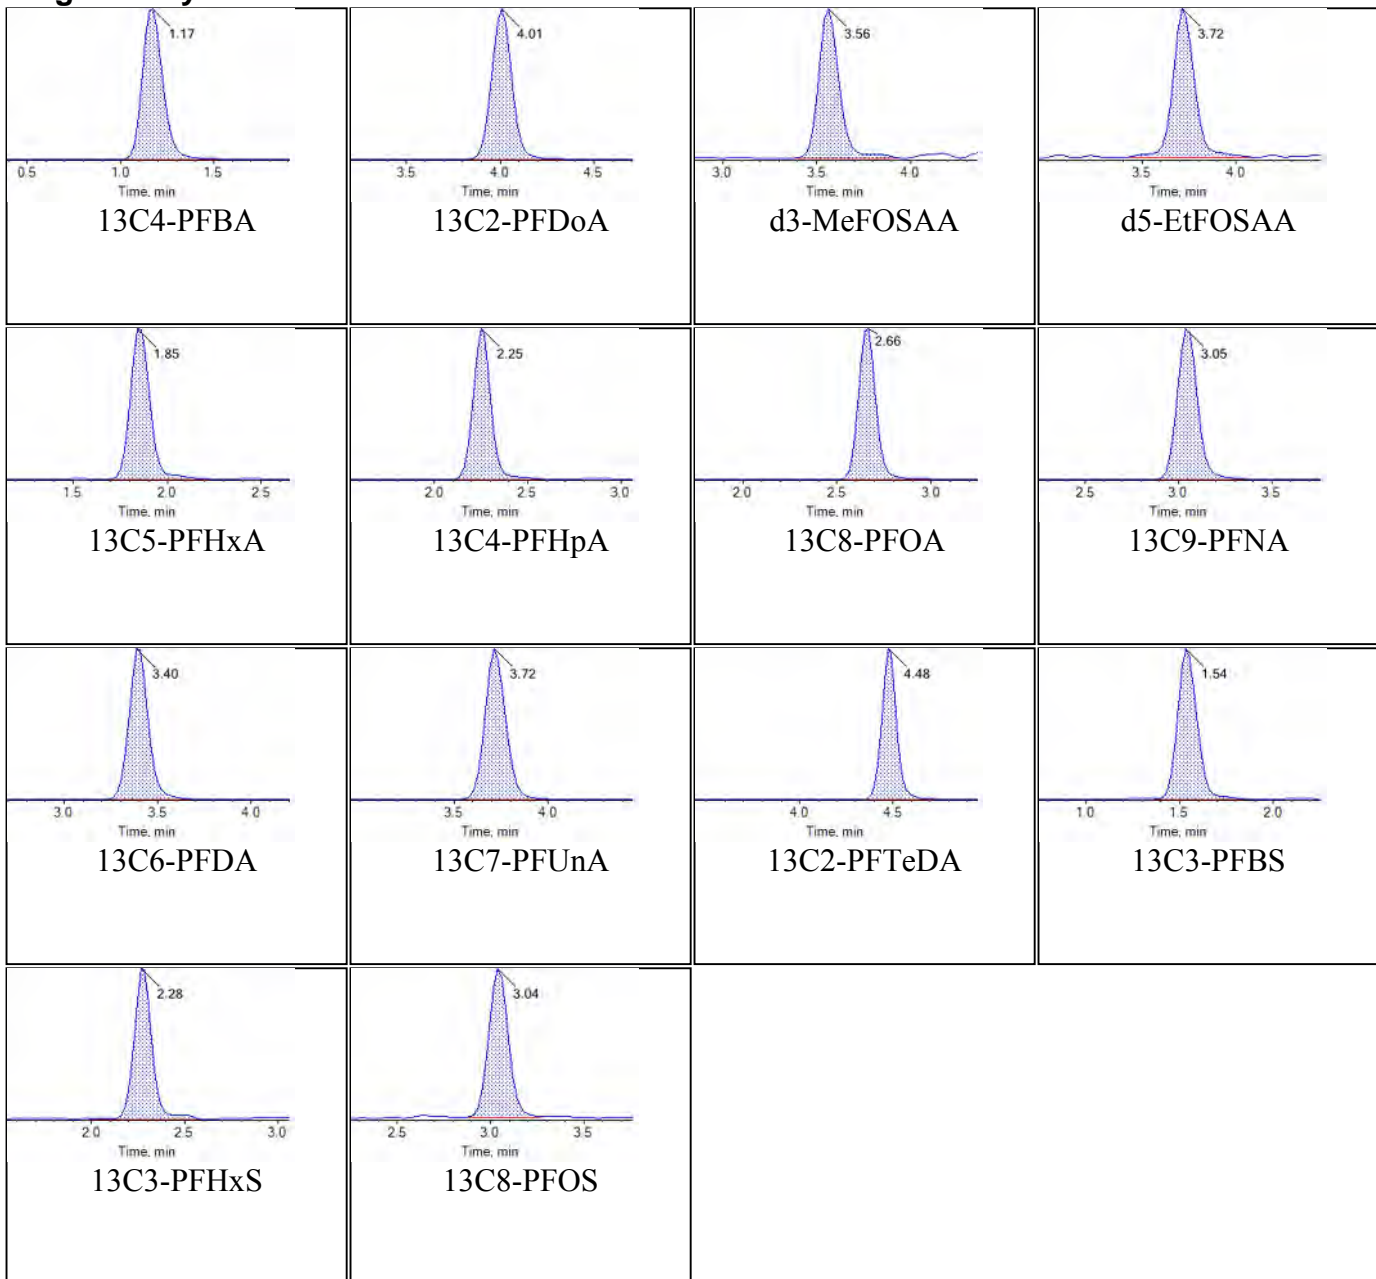 1.17
0.5 1.0 1.5
Time, min
13C4-PFBA
4.01
3.5 4.0 4.5
Time, min
13C2-PFDoA
3.56
3.0 3.5 4.0
Time, min
d3-MeFOSAA
3.72
3.5 4.0
Time, min
d5-EtFOSAA
1.85
1.5 2.0 2.5
Time, min
13C5-PFHxA
2.25
2.0 2.5 3.0
Time, min
13C4-PFHpA
2.66
2.0 2.5 3.0
Time, min
13C8-PFOA
3.05
2.5 3.0 3.5
Time, min
13C9-PFNA
3.40
3.0 3.5 4.0
Time, min
13C6-PFDA
3.72
3.5 4.0
Time, min
13C7-PFUnA
4.48
4.0 4.5
Time, min
13C2-PFTeDA
1.54
1.0 1.5 2.0
Time, min
13C3-PFBS
2.28
2.0 2.5 3.0
Time, min
13C3-PFHxS
3.04
2.5 3.0 3.5
Time, min
13C8-PFOS